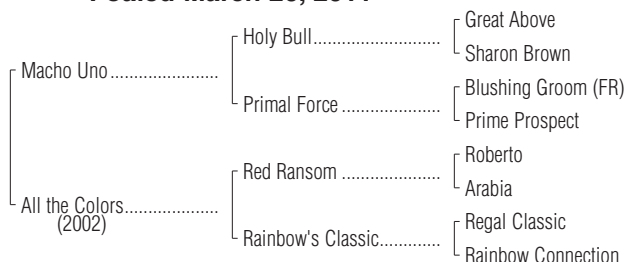 Great Above
Holy Bull
Sharon Brown
Macho Uno
Blushing Groom (FR)
Primal Force
Prime Prospect
Roberto
Red Ransom
Arabia
All the Colors
(2002)
Regal Classic
Rainbow's Classic
Rainbow Connection